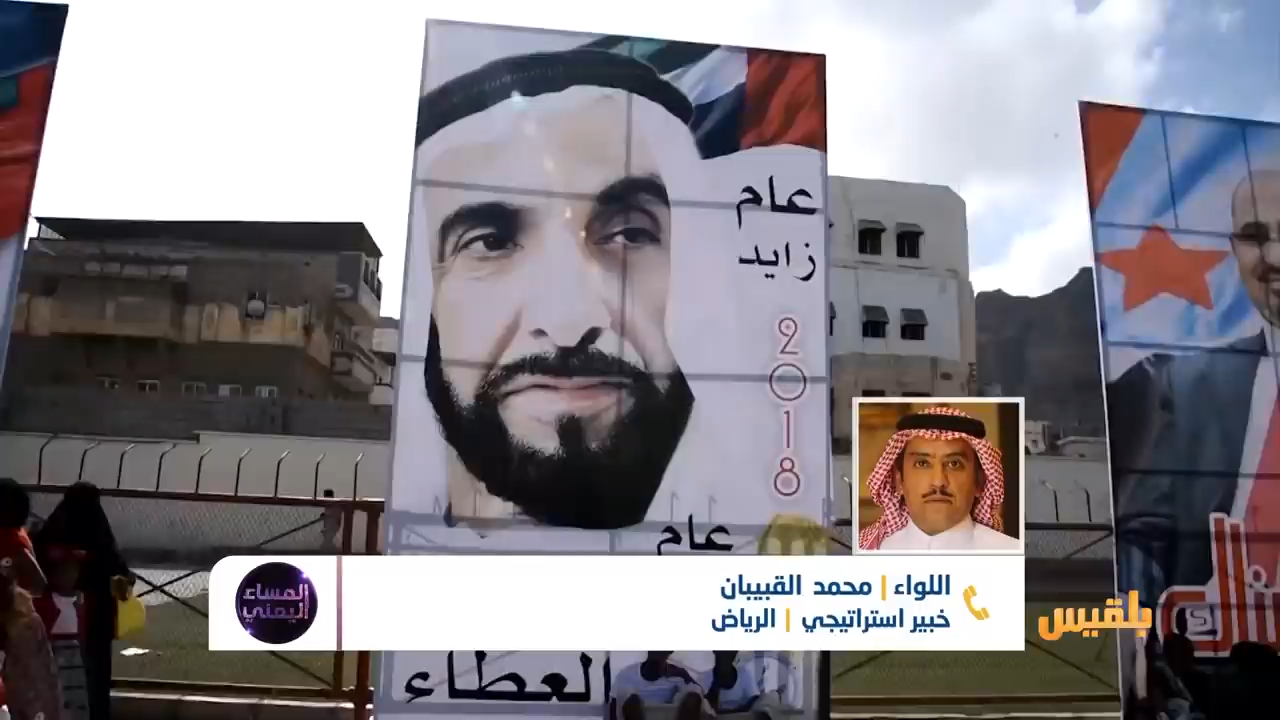 عام
زايد
2018
عام
العطاء
اللواء | محمد القبيبان
خبير استراتيجي | الرياض
المساء
اليمني
بلقيس